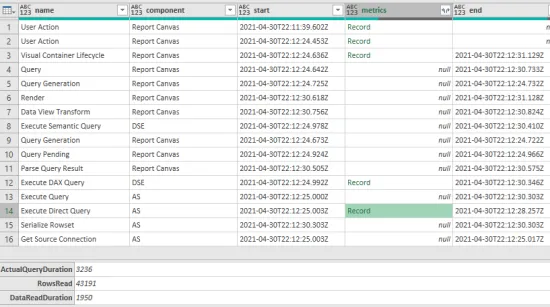 ABC 123 name ABC 123 component ABC 123 start ABC 123 metrics ABC 123 end
1 User Action Report Canvas 2021-04-30T22:11:39.602Z Record
2 User Action Report Canvas 2021-04-30T22:12:24.453Z Record
3 Visual Container Lifecycle Report Canvas 2021-04-30T22:12:24.636Z Record 2021-04-30T22:12:31.129Z
4 Query Report Canvas 2021-04-30T22:12:24.642Z null 2021-04-30T22:12:30.733Z
5 Query Generation Report Canvas 2021-04-30T22:12:24.725Z null 2021-04-30T22:12:24.732Z
6 Render Report Canvas 2021-04-30T22:12:30.618Z null 2021-04-30T22:12:31.128Z
7 Data View Transform Report Canvas 2021-04-30T22:12:30.756Z null 2021-04-30T22:12:30.824Z
8 Execute Semantic Query DSE 2021-04-30T22:12:24.978Z null 2021-04-30T22:12:30.410Z
9 Query Generation Report Canvas 2021-04-30T22:12:24.673Z null 2021-04-30T22:12:24.722Z
10 Query Pending Report Canvas 2021-04-30T22:12:24.924Z null 2021-04-30T22:12:24.966Z
11 Parse Query Result Report Canvas 2021-04-30T22:12:30.505Z null 2021-04-30T22:12:30.575Z
12 Execute DAX Query DSE 2021-04-30T22:12:24.992Z Record 2021-04-30T22:12:30.346Z
13 Execute Query AS 2021-04-30T22:12:25.000Z null 2021-04-30T22:12:30.303Z
14 Execute Direct Query AS 2021-04-30T22:12:25.003Z Record 2021-04-30T22:12:28.257Z
15 Serialize Rowset AS 2021-04-30T22:12:30.303Z null 2021-04-30T22:12:30.303Z
16 Get Source Connection AS 2021-04-30T22:12:25.003Z null 2021-04-30T22:12:25.017Z
ActualQueryDuration 3236
RowsRead 43191
DataReadDuration 1950